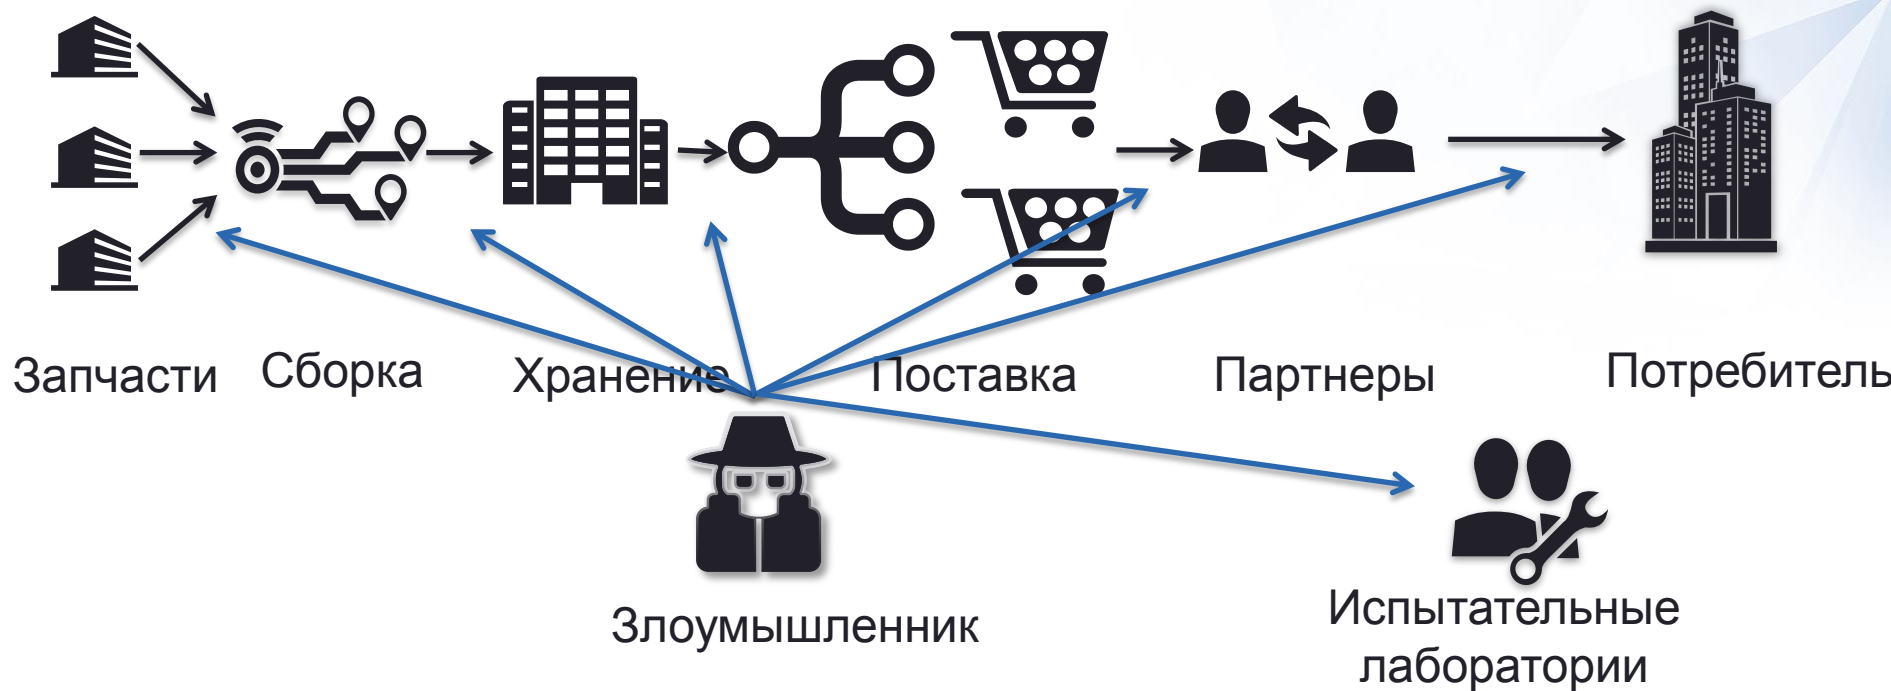 Запчасти
Сборка
Хранение
Поставка
Партнеры
Потребитель
Злоумышленник
Испытательные
лаборатории